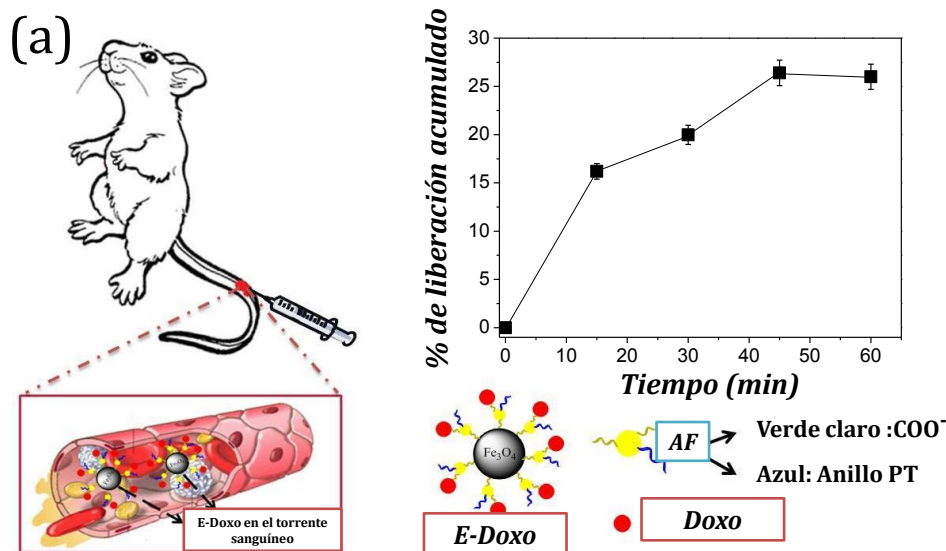 (a)
% de liberación acumulado
30
25
20
15
10
5
0
0 10 20 30 40 50 60
Tiempo (min)
E-Doxo en el torrente
sanguíneo
Fe₃O₄
E-Doxo
AF
Verde claro :COO⁻
Azul: Anillo PT
Doxo